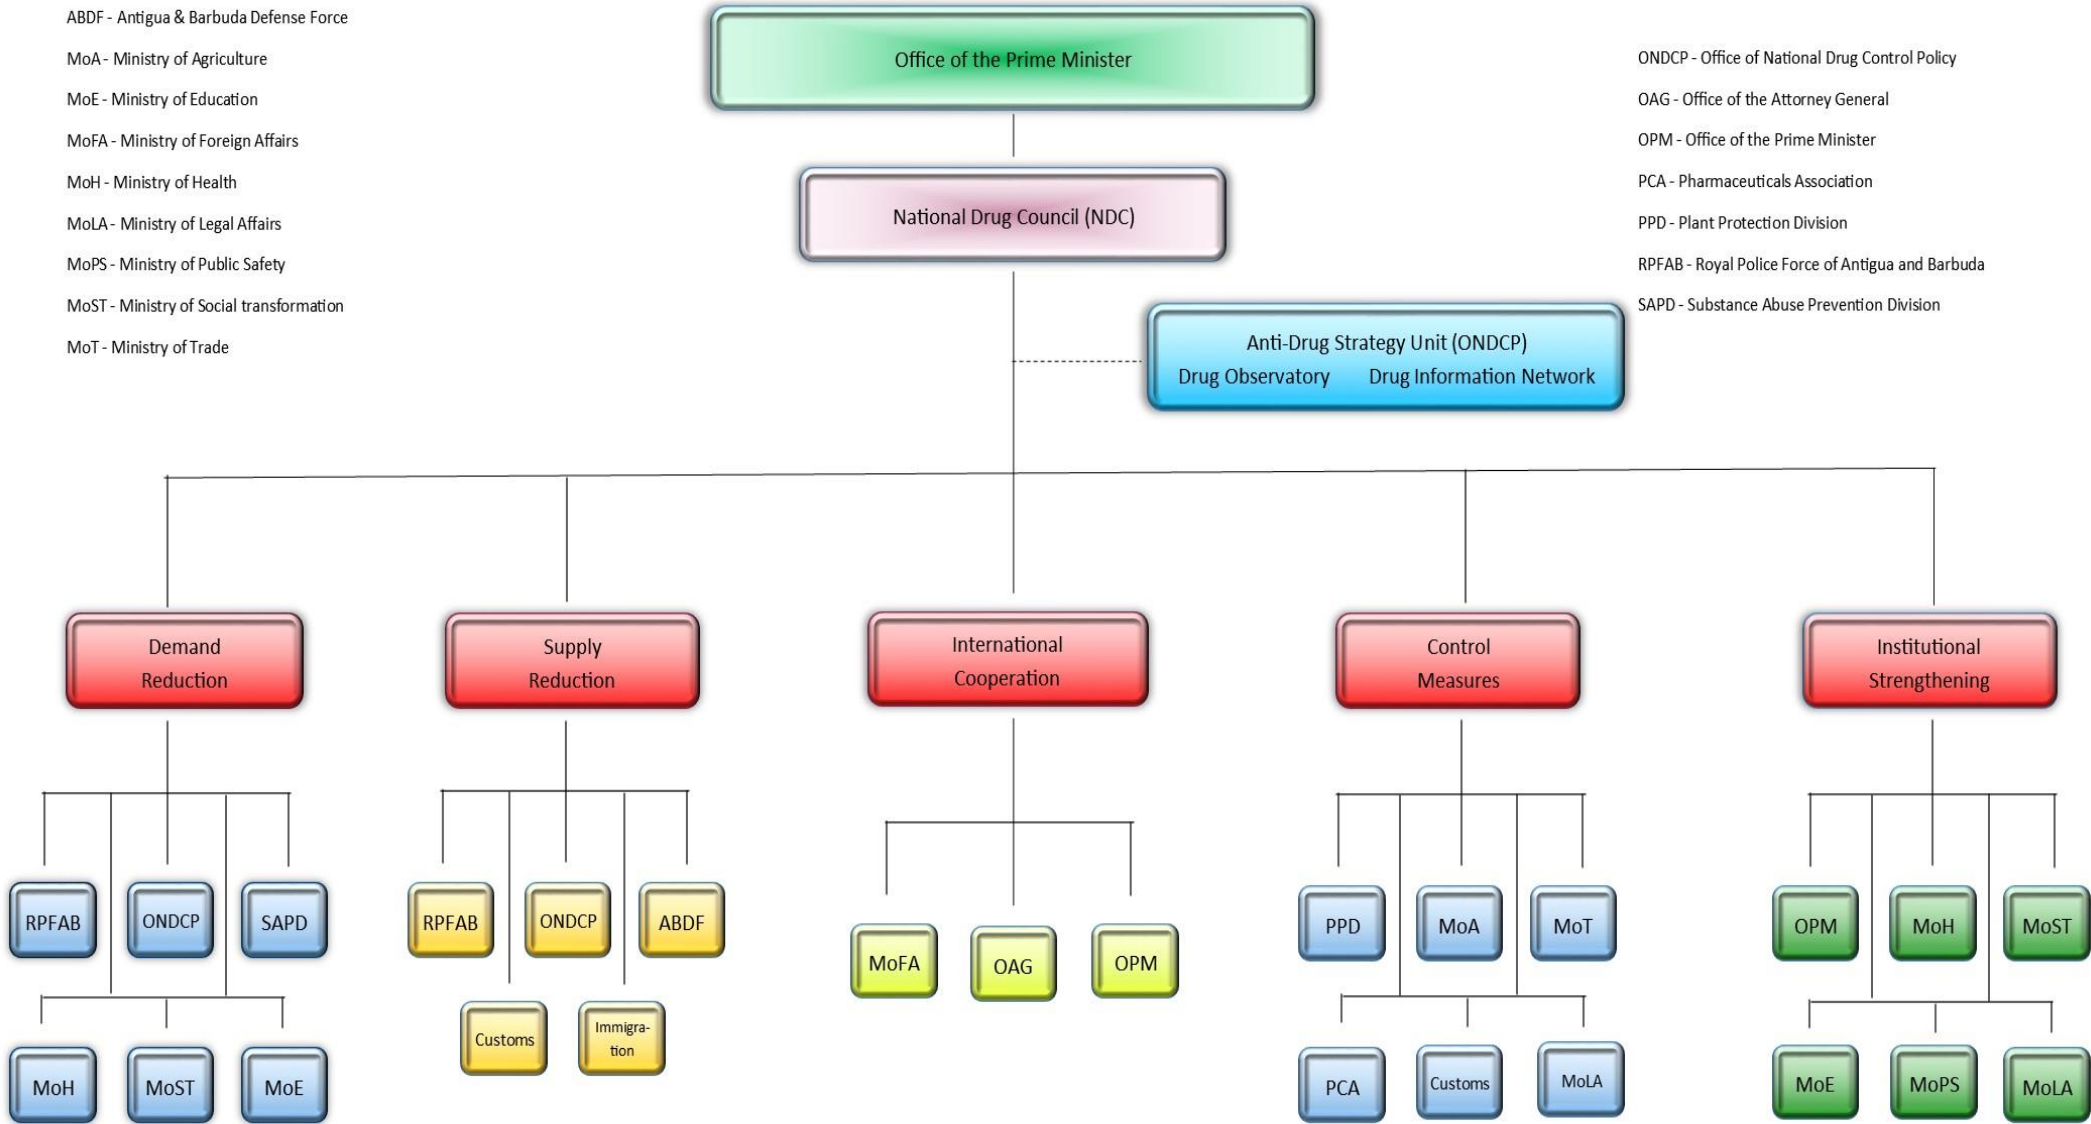 ABDF - Antigua & Barbuda Defense Force
MoA - Ministry of Agriculture
MoE - Ministry of Education
MoFA - Ministry of Foreign Affairs
MoH - Ministry of Health
MoLA - Ministry of Legal Affairs
MoPS - Ministry of Public Safety
MoST - Ministry of Social transformation
MoT - Ministry of Trade
Office of the Prime Minister
National Drug Council (NDC)
ONDCP - Office of National Drug Control Policy
OAG - Office of the Attorney General
OPM - Office of the Prime Minister
PCA - Pharmaceuticals Association
PPD - Plant Protection Division
RPFAB - Royal Police Force of Antigua and Barbuda
SAPD - Substance Abuse Prevention Division
Anti-Drug Strategy Unit (ONDCP)
Drug Observatory Drug Information Network
Demand
Reduction
Supply
Reduction
International
Cooperation
Control
Measures
Institutional
Strengthening
RPFAB
ONDCP
SAPD
MoH
MoST
MoE
RPFAB
ONDCP
ABDF
Customs
Immigra-
tion
MoFA
OAG
OPM
PPD
MoA
MoT
PCA
Customs
MoLA
OPM
MoH
MoST
MoE
MoPS
MoLA